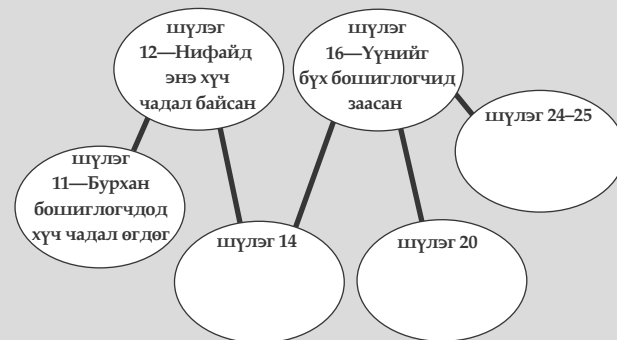 шүлэг
12—Нифайд
энэ хүч
чадал байсан
шүлэг
16—Үүнийг
бүх бошиглогчид
заасан
шүлэг 24–25
шүлэг
11—Бурхан
бошиглогчдод
хүч чадал өгдөг
шүлэг 14
шүлэг 20